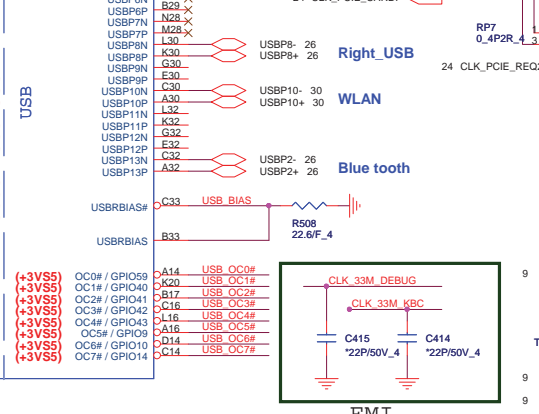 USBP6P B29
USBP7N N28
USBP7P M28
USBP8N L30 USBP8- 26
USBP8P K30 USBP8+ 26
Right_USB
USBP9N G30
USBP9P E30
USBP10N C30 USBP10- 30
USBP10P A30 USBP10+ 30
WLAN
USBP11N L32
USBP11P K32
USBP12N G32
USBP12P E32
USBP13N C32 USBP2- 26
USBP13P A32 USBP2+ 26
Blue tooth
USB
USBRBIAS# C33 USB_BIAS
R508
22.6/F_4
USBRBIAS B33
RP7
0_4P2R_4
1
3
24 CLK_PCIE_REQ2
(+3VS5) OC0# / GPIO59 A14 USB_OC0#
(+3VS5) OC1# / GPIO40 K20 USB_OC1#
(+3VS5) OC2# / GPIO41 B17 USB_OC2#
(+3VS5) OC3# / GPIO42 C16 USB_OC3#
(+3VS5) OC4# / GPIO43 L16 USB_OC4#
(+3VS5) OC5# / GPIO9 A16 USB_OC5#
(+3VS5) OC6# / GPIO10 D14 USB_OC6#
(+3VS5) OC7# / GPIO14 C14 USB_OC7#
CLK_33M_DEBUG
CLK_33M_KBC
C415
*22P/50V_4
C414
*22P/50V_4
EMI
9
9
9